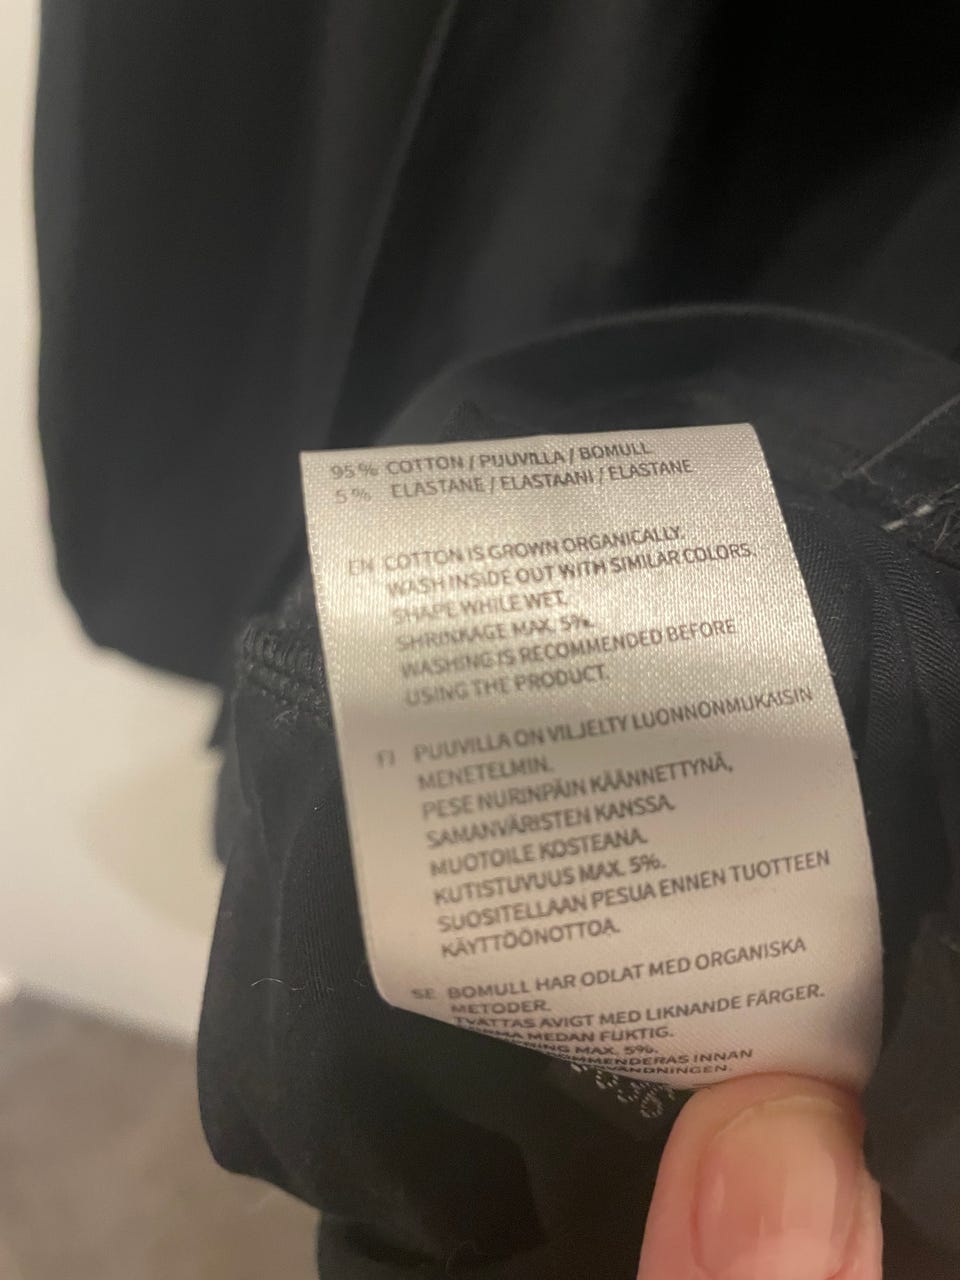 95% COTTON / PUUVILLA / BOMULL
5% ELASTANE / ELASTAANI / ELASTANE
EN COTTON IS GROWN ORGANICALLY.
WASH INSIDE OUT WITH SIMILAR COLORS.
SHAPE WHILE WET.
SHRINKAGE MAX. 5%.
WASHING IS RECOMMENDED BEFORE
USING THE PRODUCT.
FI PUUVILLA ON VILJELTY LUONNONMUKAISIN
MENETELMIN.
PESE NURINPÄIN KÄÄNNETTYNÄ,
SAMANVÄRISTEN KANSSA.
MUOTOILE KOSTEANA.
KUTISTUVUUS MAX. 5%.
SUOSITELLAAN PESUA ENNEN TUOTTEEN
KÄYTTÖÖNOTTOA.
SE BOMULL HAR ODLAT MED ORGANISKA
METODER.
TVÄTTAS AVIGT MED LIKNANDE FÄRGER.
MEDAN FUKTIG.
MAX. 5%.
INNAN